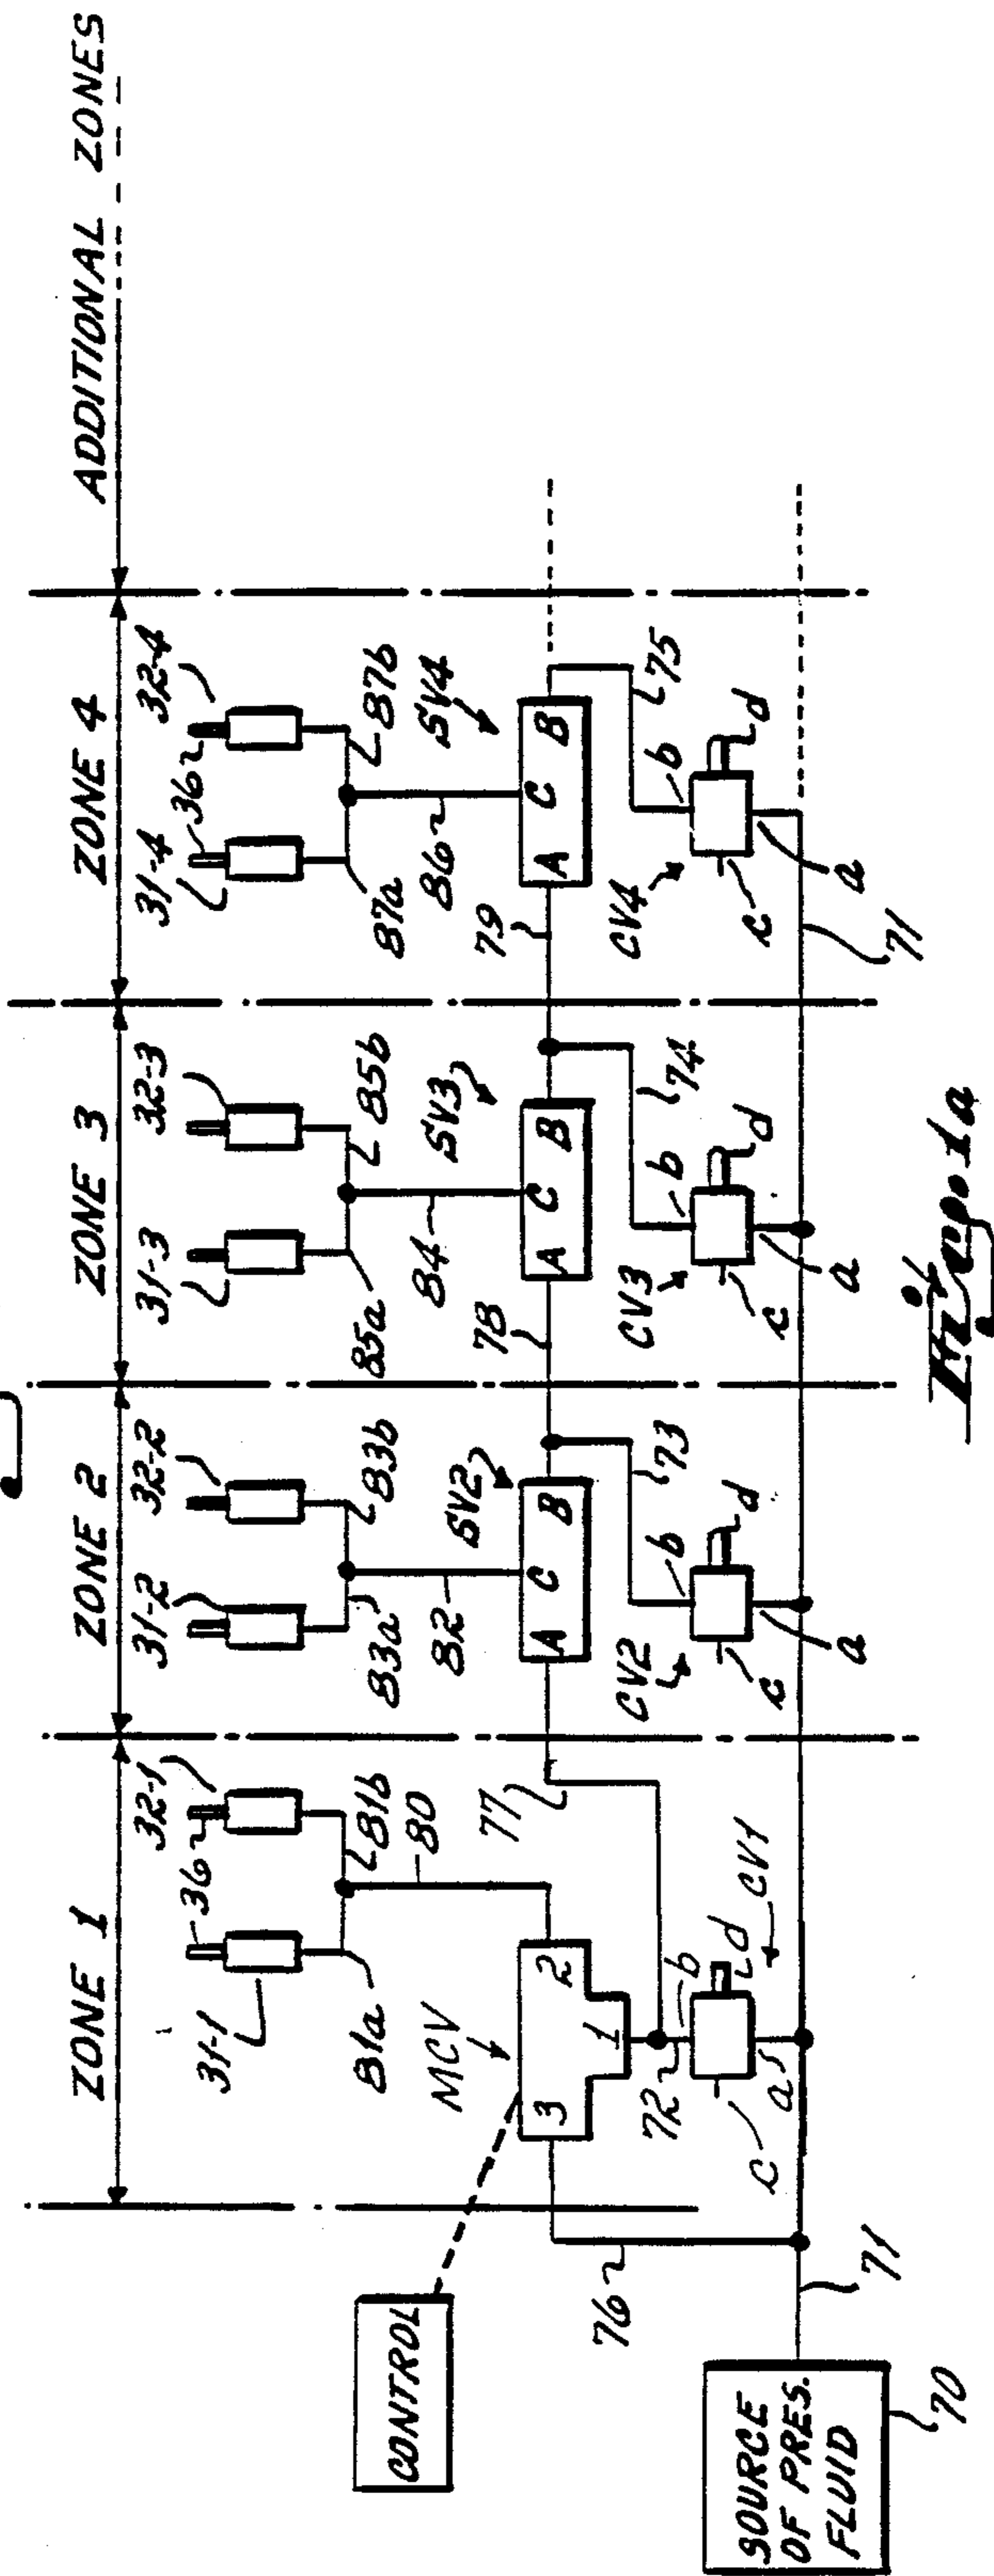 ZONE 1 ZONE 2 ZONE 3 ZONE 4 ADDITIONAL ZONES
31-1 36 32-1 31-2 32-2 31-3 32-3 31-4 36 32-4
81a 81b 83a 83b 85a 85b 87a 87b
80 82 84 86
CONTROL
MCV SV2 SV3 SV4
3 2 1
A C B
A C B
A C B
76 77 78 79
72 73 74 75
b b b b
CV1 CV2 CV3 CV4
c d c d c d c d
a a a a
SOURCE
OF PRES.
FLUID
70
71 71
Fig. 1a